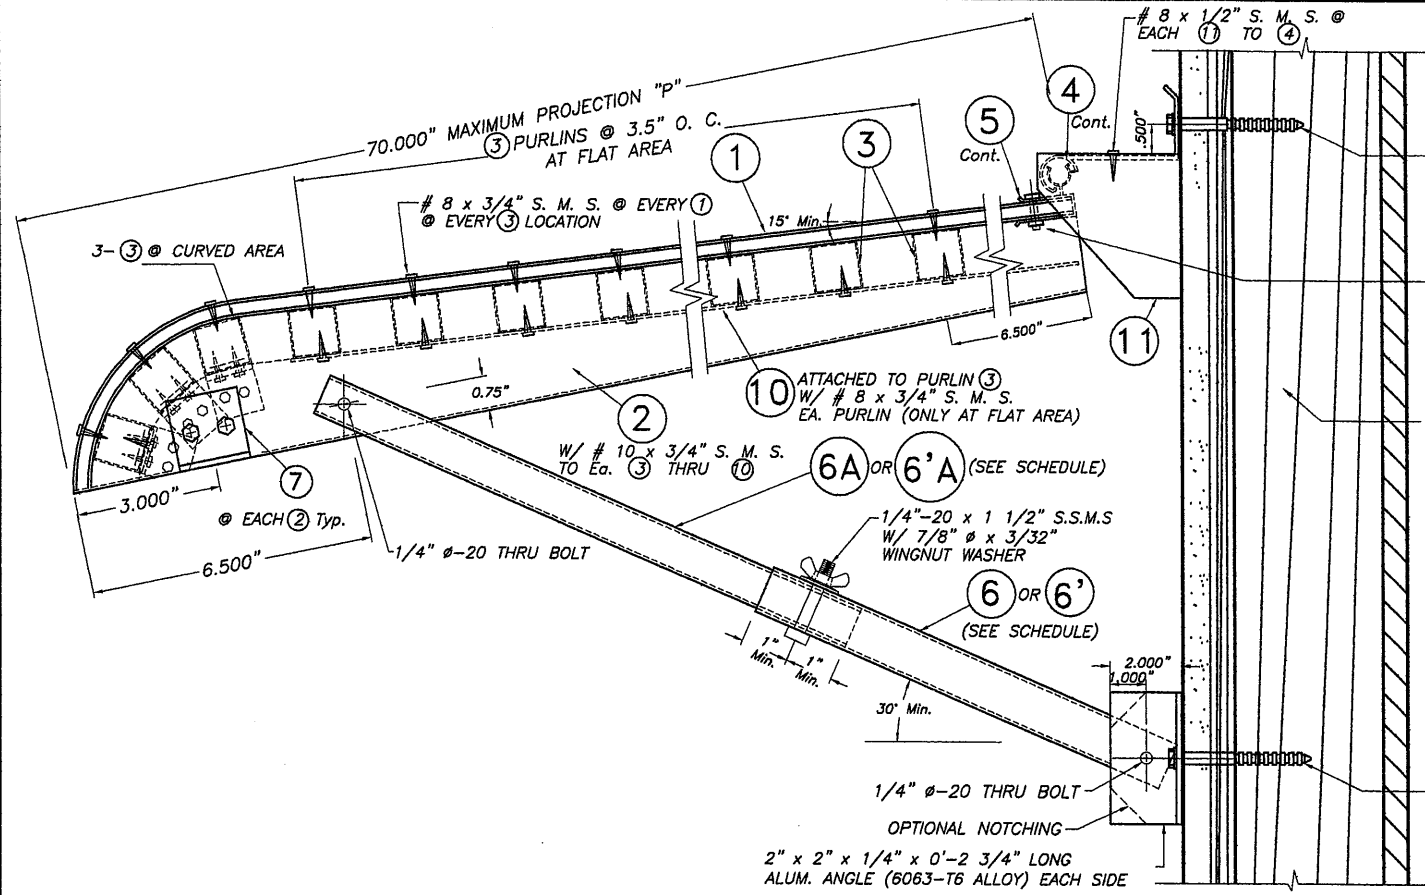 # 8 x 1/2" S. M. S. @
EACH 11 TO 4
70.000" MAXIMUM PROJECTION "P"
3 PURLINS @ 3.5" O. C.
AT FLAT AREA
4
Cont.
5
Cont.
.500"
1
3
# 8 x 3/4" S. M. S. @ EVERY 1
@ EVERY 3 LOCATION
15° Min.
3- 3 @ CURVED AREA
11
6.500"
0.75"
10
ATTACHED TO PURLIN 3
W/ # 8 x 3/4" S. M. S.
EA. PURLIN (ONLY AT FLAT AREA)
2
W/ # 10 x 3/4" S. M. S.
TO Ea. 3 THRU 10
6A OR 6'A (SEE SCHEDULE)
7
3.000"
@ EACH 2 Typ.
6.500"
1/4" ø-20 THRU BOLT
1/4"-20 x 1 1/2" S.S.M.S
W/ 7/8" ø x 3/32"
WINGNUT WASHER
6 OR 6'
(SEE SCHEDULE)
1"
Min.
1"
Min.
2.000"
1.000"
30° Min.
1/4" ø-20 THRU BOLT
OPTIONAL NOTCHING
2" x 2" x 1/4" x 0'-2 3/4" LONG
ALUM. ANGLE (6063-T6 ALLOY) EACH SIDE